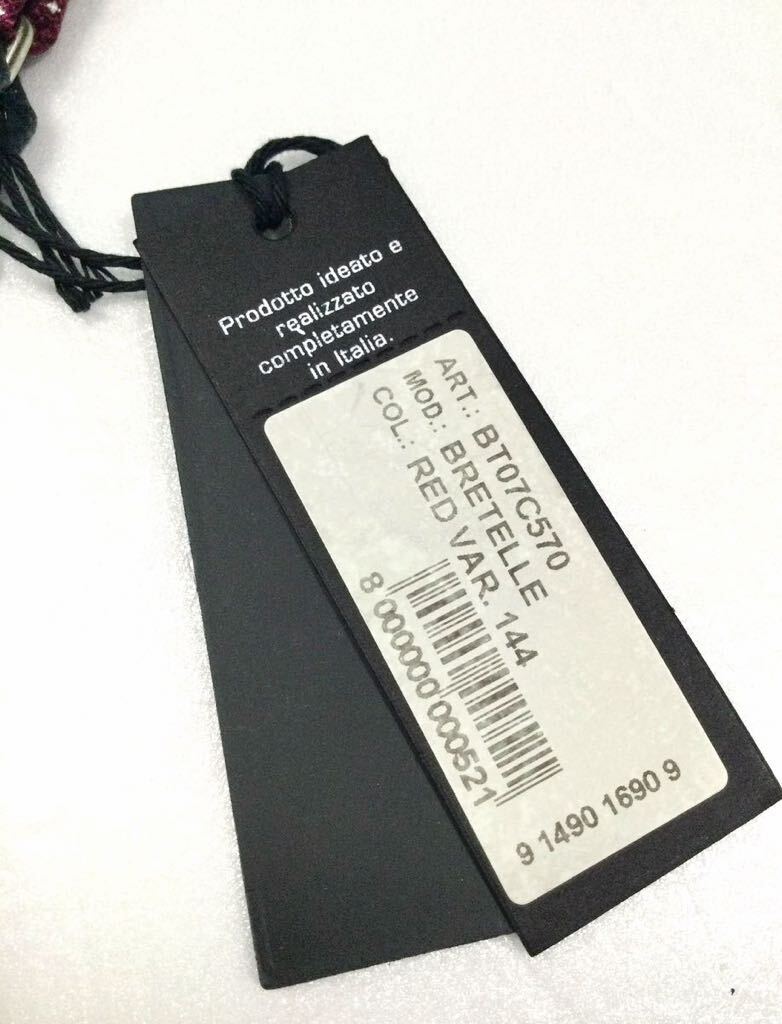 Prodotto ideato e
realizzato
completamente
in Italia.
ART.: BT07C570
MOD.: BRETELLE
COL.: RED VAR. 144
8 000000 000521
9 1490 1690 9